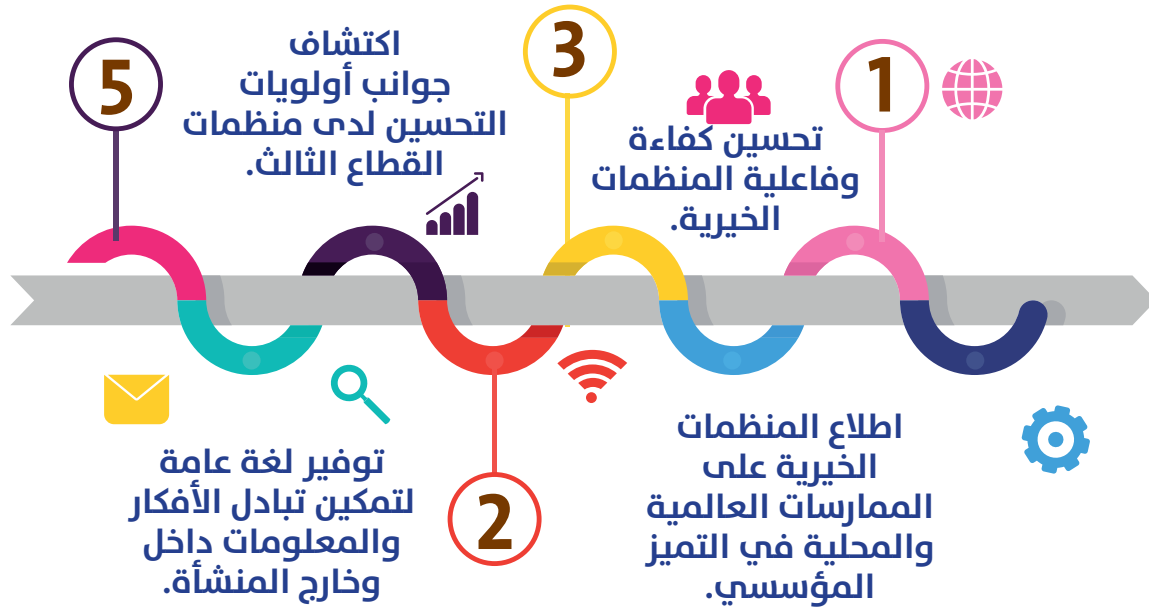 1
تحسين كفاءة
وفاعلية المنظمات
الخيرية.
3
اكتشاف
جوانب أولويات
التحسين لدى منظمات
القطاع الثالث.
5
اطلاع المنظمات
الخيرية على
الممارسات العالمية
والمحلية في التميز
المؤسسي.
2
توفير لغة عامة
لتمكين تبادل الأفكار
والمعلومات داخل
وخارج المنشأة.